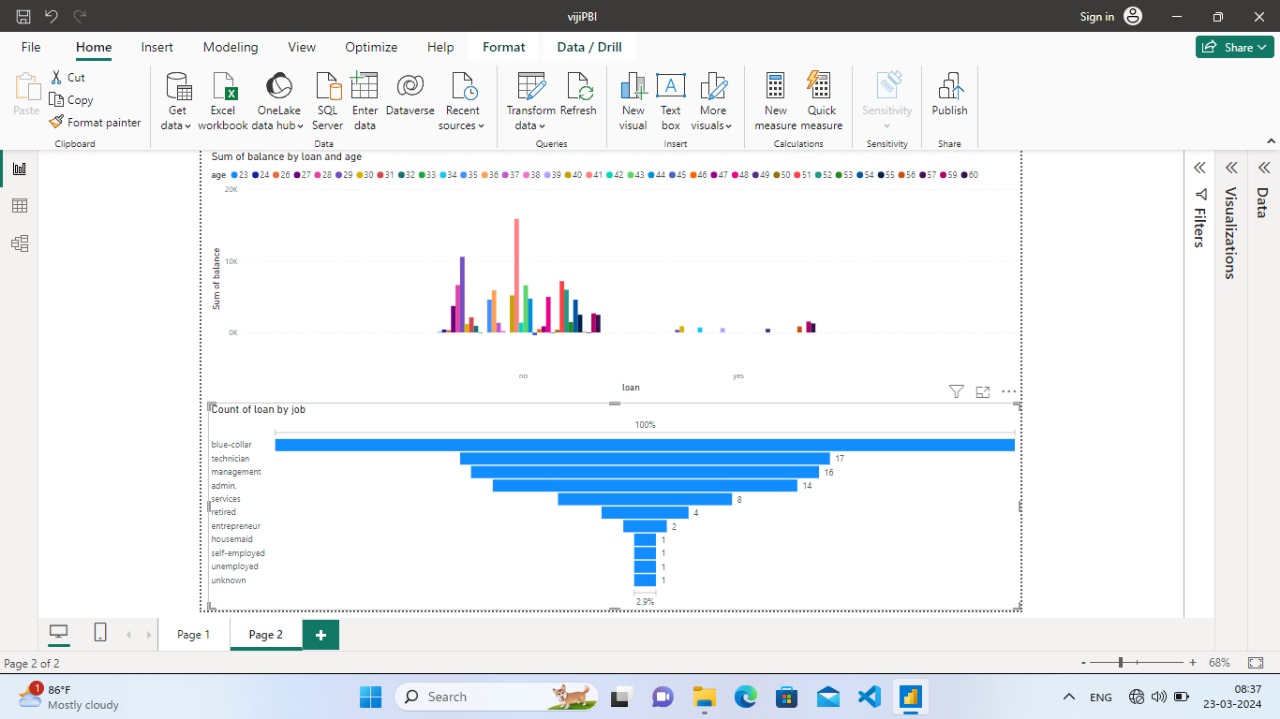 vijiPBI
Sign in
File Home Insert Modeling View Optimize Help Format Data / Drill Share
Paste
Cut
Copy
Format painter
Get data
Excel workbook
OneLake data hub
SQL Server
Enter data
Dataverse
Recent sources
Transform data
Refresh
New visual
Text box
More visuals
New measure
Quick measure
Sensitivity
Publish
Clipboard Data Queries Insert Calculations Sensitivity Share
Sum of balance by loan and age
age 23 24 26 27 28 29 30 31 32 33 34 35 36 37 38 39 40 41 42 43 44 45 46 47 48 49 50 51 52 53 54 55 56 57 59 60
20K
10K
0K
Sum of balance
no yes
loan
Filters
Visualizations
Data
Count of loan by job
100%
blue-collar
technician 17
management 16
admin. 14
services 8
retired 4
entrepreneur 2
housemaid 1
self-employed 1
unemployed 1
unknown 1
2.9%
Page 1 Page 2 +
Page 2 of 2
- + 68%
1
86°F
Mostly cloudy
Search
ENG
08:37
23-03-2024